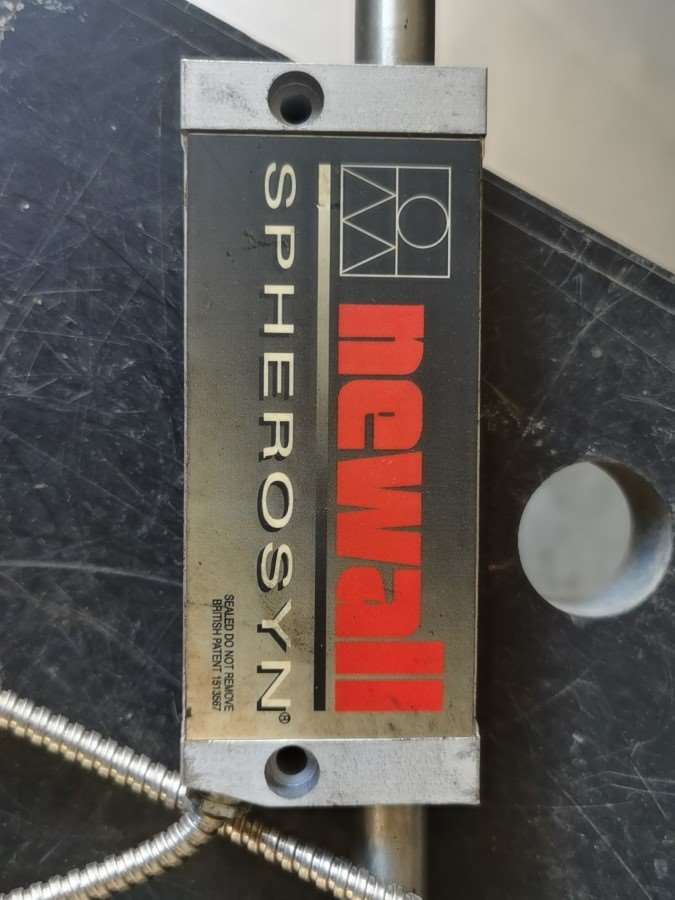 newall
SPHEROSYN®
SEALED DO NOT REMOVE
BRITISH PATENT 1513567